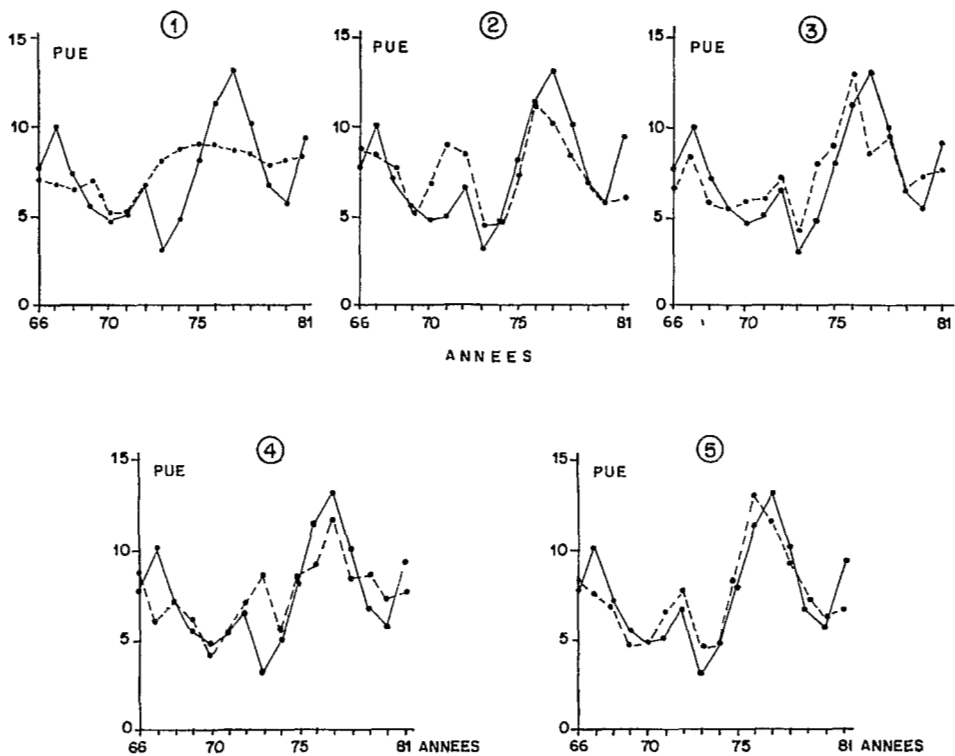 ① ② ③
15 PUE 15 PUE 15 PUE
10 10 10
5 5 5
0 0 0
66 70 75 81 66 70 75 81 66 70 75 81
ANNEES
④ ⑤
15 PUE 15 PUE
10 10
5 5
0 0
66 70 75 81 ANNEES 66 70 75 81 ANNEES